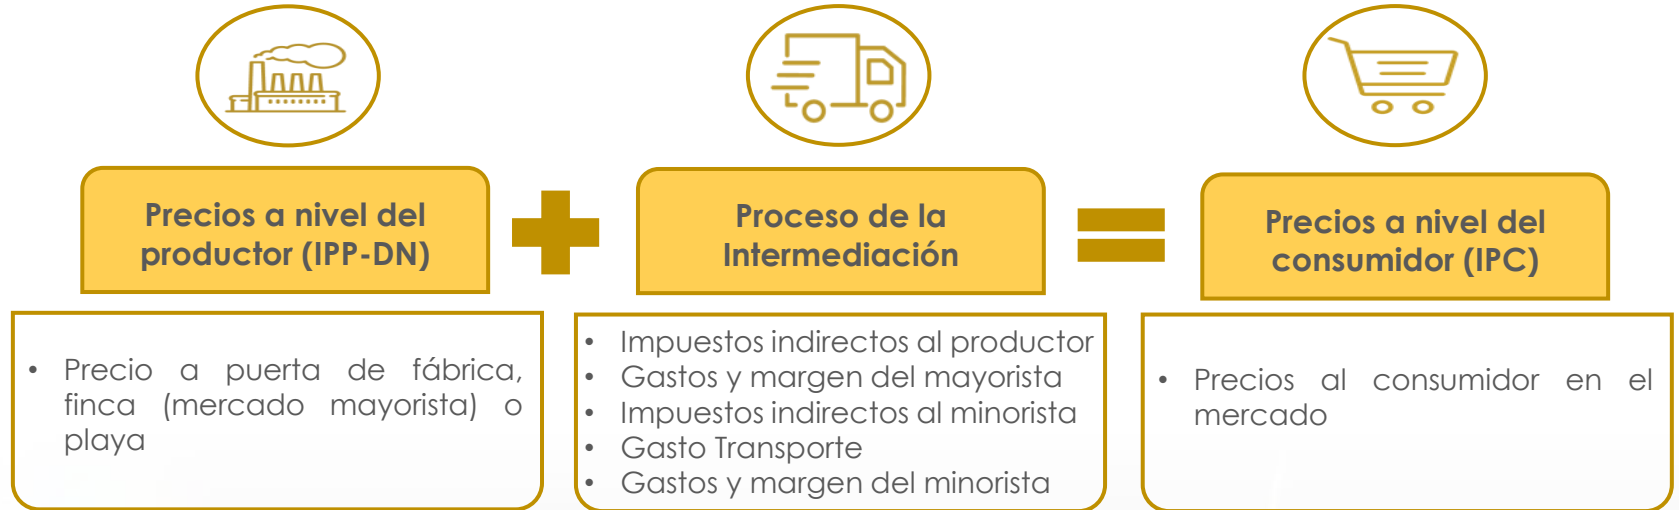 Precios a nivel del
productor (IPP-DN)
Proceso de la
Intermediación
Precios a nivel del
consumidor (IPC)
• Precio a puerta de fábrica,
finca (mercado mayorista) o
playa
• Impuestos indirectos al productor
• Gastos y margen del mayorista
• Impuestos indirectos al minorista
• Gasto Transporte
• Gastos y margen del minorista
• Precios al consumidor en el
mercado